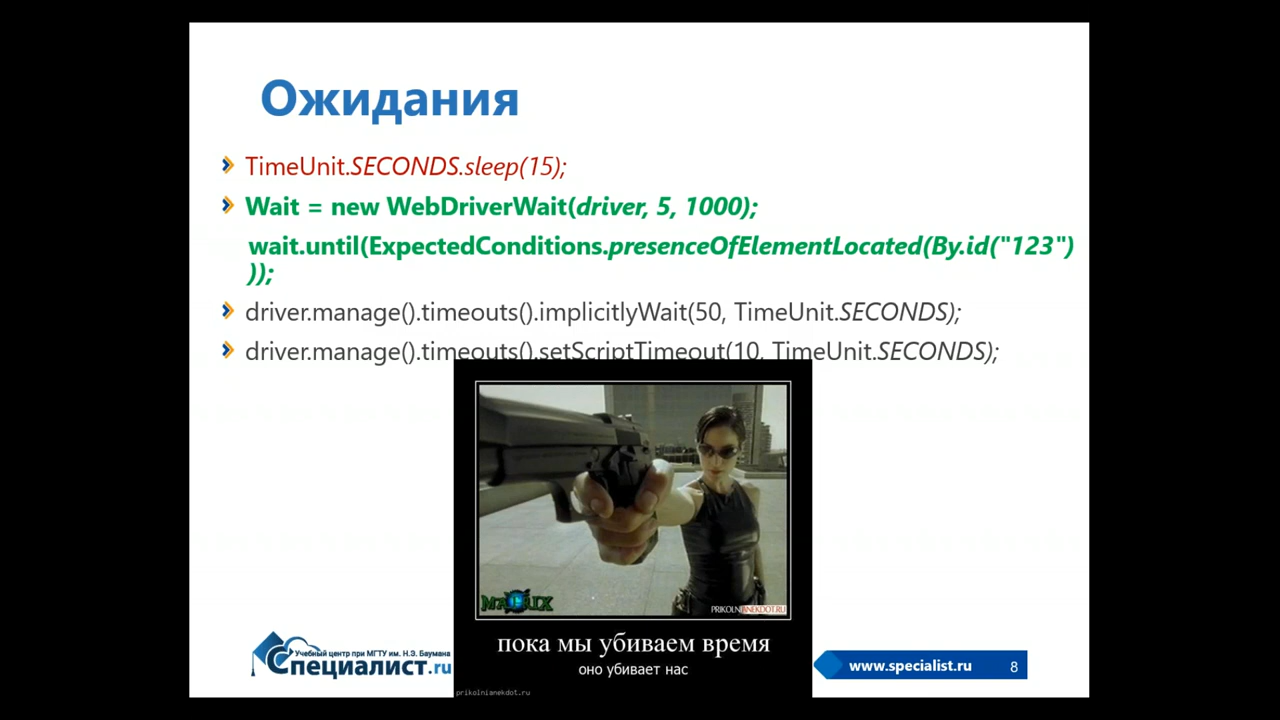 Ожидания
TimeUnit.SECONDS.sleep(15);
Wait = new WebDriverWait(driver, 5, 1000);
wait.until(ExpectedConditions.presenceOfElementLocated(By.id("123")
));
driver.manage().timeouts().implicitlyWait(50, TimeUnit.SECONDS);
driver.manage().timeouts().setScriptTimeout(10, TimeUnit.SECONDS);
MATRIX
PRIKOLNIANEKDOT.RU
пока мы убиваем время
оно убивает нас
prikolnianekdot.ru
Учебный центр при МГТУ им. Н.Э. Баумана
Специалист.ru
www.specialist.ru 8